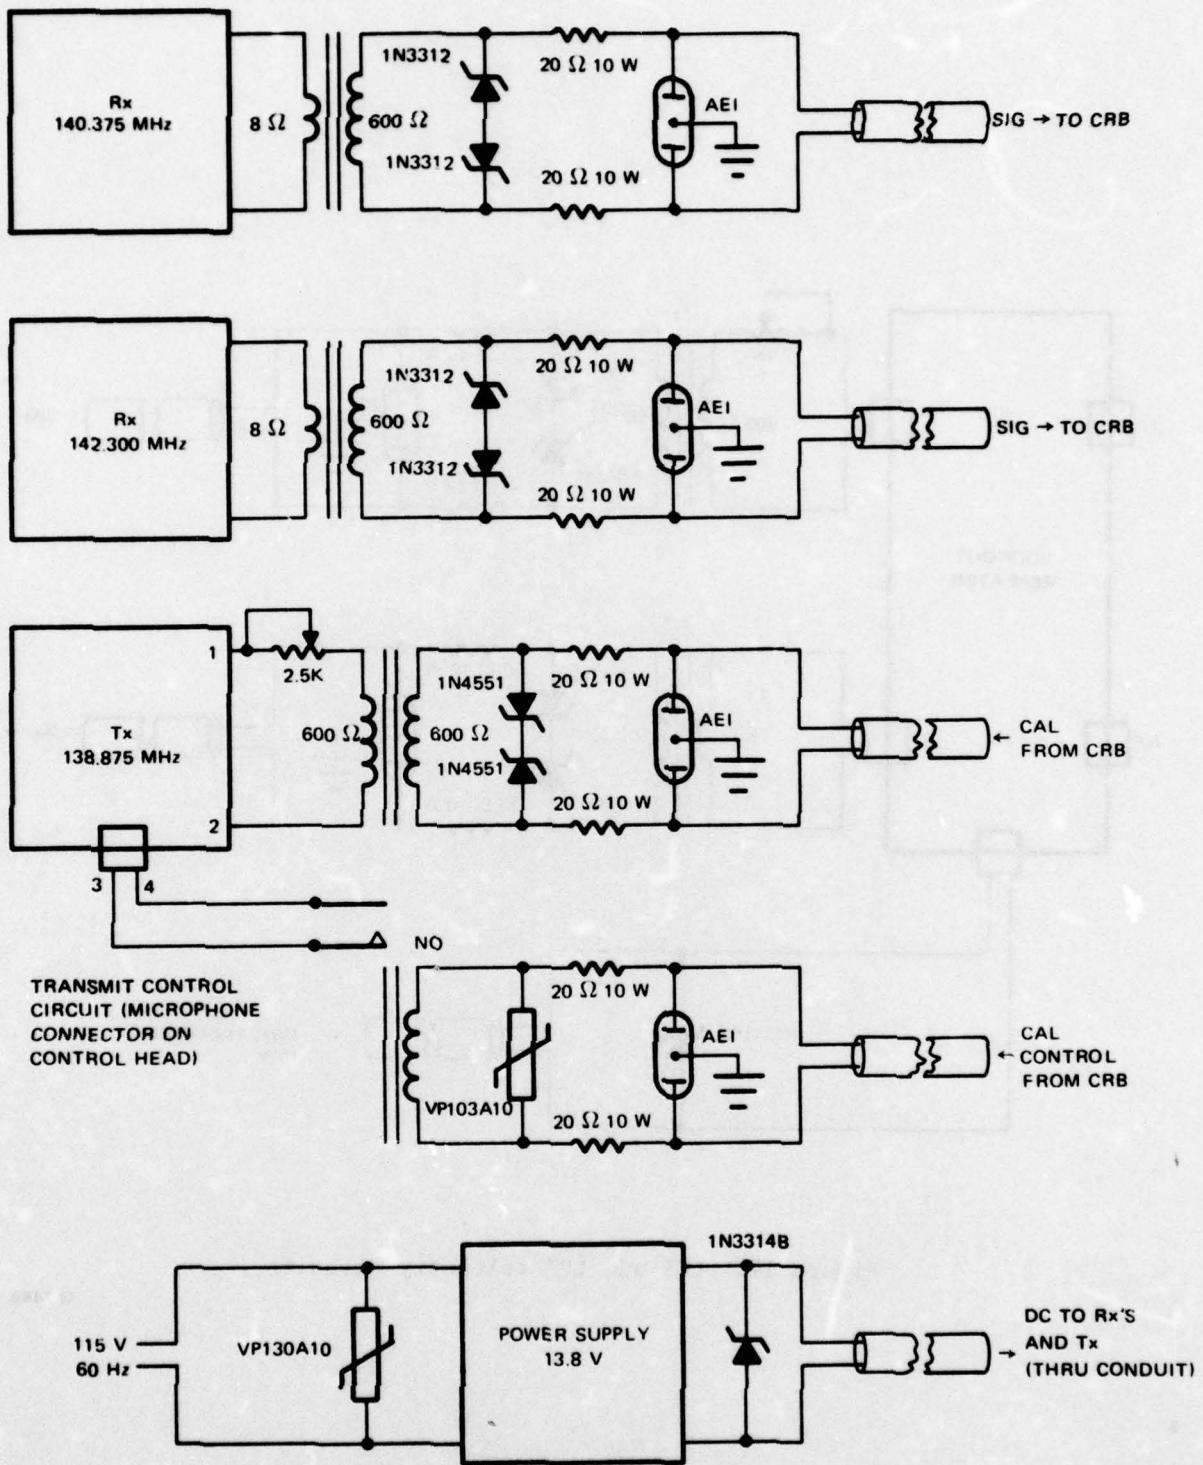 Rx
140.375 MHz
8 Ω
600 Ω
1N3312
1N3312
20 Ω 10 W
20 Ω 10 W
AEI
SIG → TO CRB
Rx
142.300 MHz
8 Ω
600 Ω
1N3312
1N3312
20 Ω 10 W
20 Ω 10 W
AEI
SIG → TO CRB
Tx
138.875 MHz
1
2
3
4
2.5K
600 Ω
600 Ω
1N4551
1N4551
20 Ω 10 W
20 Ω 10 W
AEI
← CAL
FROM CRB
NO
TRANSMIT CONTROL
CIRCUIT (MICROPHONE
CONNECTOR ON
CONTROL HEAD)
VP103A10
20 Ω 10 W
20 Ω 10 W
AEI
CAL
← CONTROL
FROM CRB
115 V
60 Hz
VP130A10
POWER SUPPLY
13.8 V
1N3314B
DC TO Rx'S
→ AND Tx
(THRU CONDUIT)